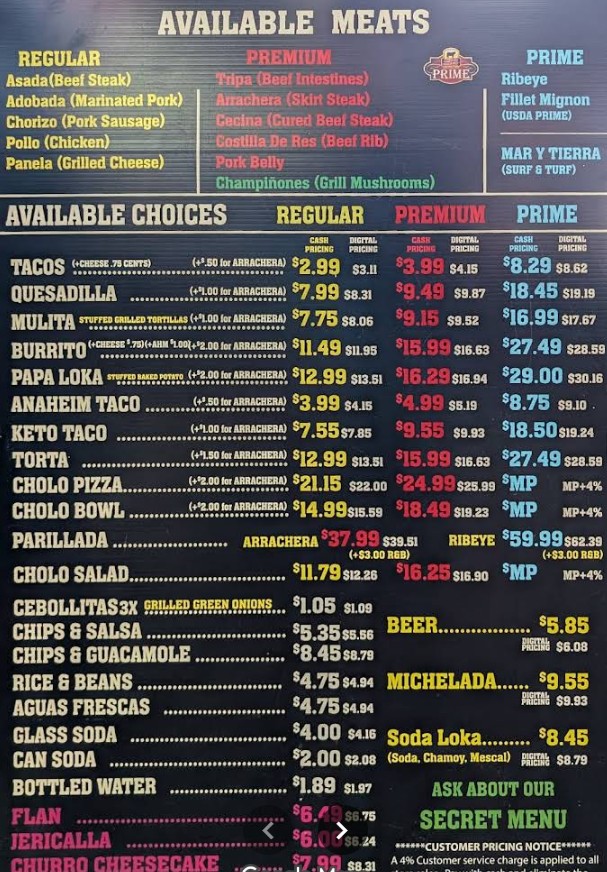 AVAILABLE MEATS
REGULAR
Asada(Beef Steak)
Adobada (Marinated Pork)
Chorizo (Pork Sausage)
Pollo (Chicken)
Panela (Grilled Cheese)
PREMIUM
Tripa (Beef Intestines)
Arrachera (Skirt Steak)
Cecina (Cured Beef Steak)
Costilla De Res (Beef Rib)
Pork Belly
Champiñones (Grill Mushrooms)
PRIME
PRIME
Ribeye
Fillet Mignon
(USDA PRIME)
MAR Y TIERRA
(SURF & TURF)
AVAILABLE CHOICES REGULAR PREMIUM PRIME
CASH PRICING DIGITAL PRICING CASH PRICING DIGITAL PRICING CASH PRICING DIGITAL PRICING
TACOS (+CHEESE .75 CENTS) (+$.50 for ARRACHERA) $2.99 $3.11 $3.99 $4.15 $8.29 $8.62
QUESADILLA (+$1.00 for ARRACHERA) $7.99 $8.31 $9.49 $9.87 $18.45 $19.19
MULITA STUFFED GRILLED TORTILLAS (+$1.00 for ARRACHERA) $7.75 $8.06 $9.15 $9.52 $16.99 $17.67
BURRITO (+CHEESE $.75)(+AHM $1.00)(+$2.00 for ARRACHERA) $11.49 $11.95 $15.99 $16.63 $27.49 $28.59
PAPA LOKA STUFFED BAKED POTATO (+$2.00 for ARRACHERA) $12.99 $13.51 $16.29 $16.94 $29.00 $30.16
ANAHEIM TACO (+$.50 for ARRACHERA) $3.99 $4.15 $4.99 $5.19 $8.75 $9.10
KETO TACO (+$1.00 for ARRACHERA) $7.55 $7.85 $9.55 $9.93 $18.50 $19.24
TORTA (+$1.50 for ARRACHERA) $12.99 $13.51 $15.99 $16.63 $27.49 $28.59
CHOLO PIZZA (+$2.00 for ARRACHERA) $21.15 $22.00 $24.99 $25.99 $MP MP+4%
CHOLO BOWL (+$2.00 for ARRACHERA) $14.99 $15.59 $18.49 $19.23 $MP MP+4%
PARILLADA ARRACHERA $37.99 $39.51 RIBEYE $59.99 $62.39
(+$3.00 R&B) (+$3.00 R&B)
CHOLO SALAD $11.79 $12.26 $16.25 $16.90 $MP MP+4%
CEBOLLITAS 3X GRILLED GREEN ONIONS $1.05 $1.09
CHIPS & SALSA $5.35 $5.56
CHIPS & GUACAMOLE $8.45 $8.79
RICE & BEANS $4.75 $4.94
AGUAS FRESCAS $4.75 $4.94
GLASS SODA $4.00 $4.16
CAN SODA $2.00 $2.08
BOTTLED WATER $1.89 $1.97
FLAN $6.49 $6.75
JERICALLA $6.00 $6.24
CHURRO CHEESECAKE $7.99 $8.31
BEER $5.85
DIGITAL PRICING $6.08
MICHELADA $9.55
DIGITAL PRICING $9.93
Soda Loka $8.45
(Soda, Chamoy, Mescal) DIGITAL PRICING $8.79
ASK ABOUT OUR
SECRET MENU
******CUSTOMER PRICING NOTICE******
A 4% Customer service charge is applied to all